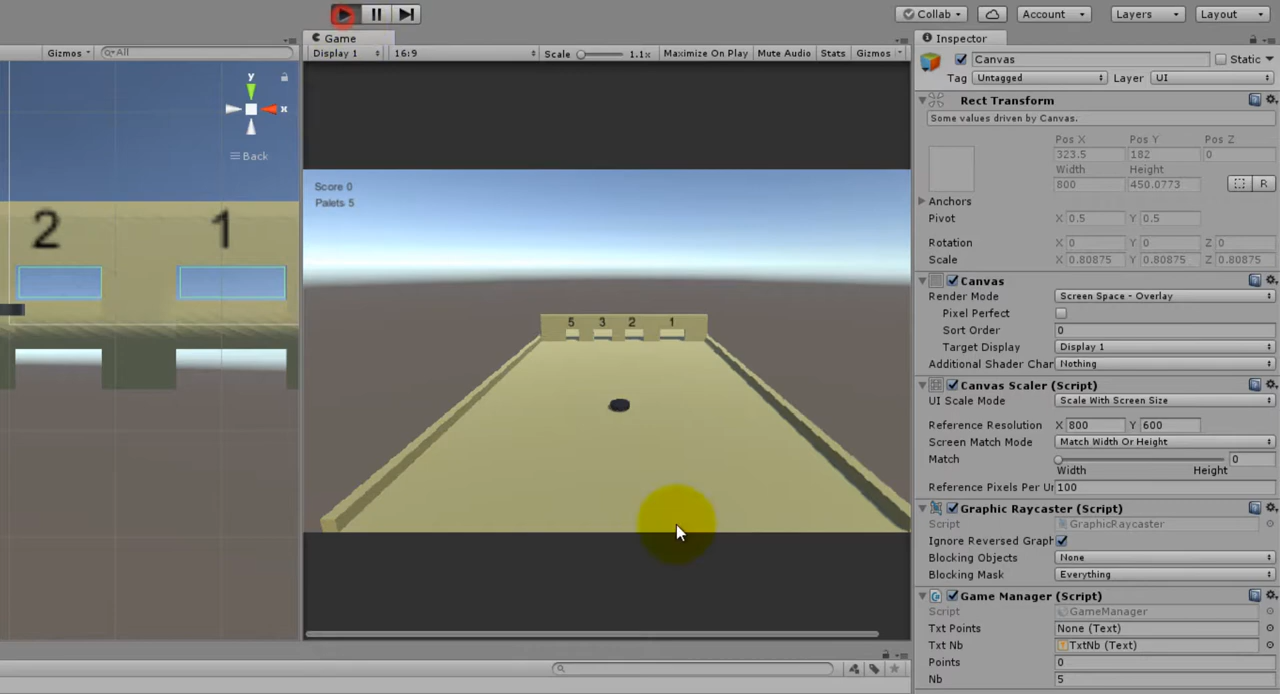 Collab
Account
Layers
Layout
Gizmos
All
Game
Display 1
16:9
Scale
1.1x
Maximize On Play
Mute Audio
Stats
Gizmos
y
x
Back
2
1
Score 0
Palets 5
5
3
2
1
Inspector
Canvas
Static
Tag
Untagged
Layer
UI
Rect Transform
Some values driven by Canvas.
Pos X
Pos Y
Pos Z
323.5
182
0
Width
Height
800
450.0773
R
Anchors
Pivot
X 0.5
Y 0.5
Rotation
X 0
Y 0
Z 0
Scale
X 0.80875
Y 0.80875
Z 0.80875
Canvas
Render Mode
Screen Space - Overlay
Pixel Perfect
Sort Order
0
Target Display
Display 1
Additional Shader Char
Nothing
Canvas Scaler (Script)
UI Scale Mode
Scale With Screen Size
Reference Resolution
X 800
Y 600
Screen Match Mode
Match Width Or Height
Match
0
Width
Height
Reference Pixels Per Ur
100
Graphic Raycaster (Script)
Script
GraphicRaycaster
Ignore Reversed Graph
Blocking Objects
None
Blocking Mask
Everything
Game Manager (Script)
Script
GameManager
Txt Points
None (Text)
Txt Nb
TxtNb (Text)
Points
0
Nb
5